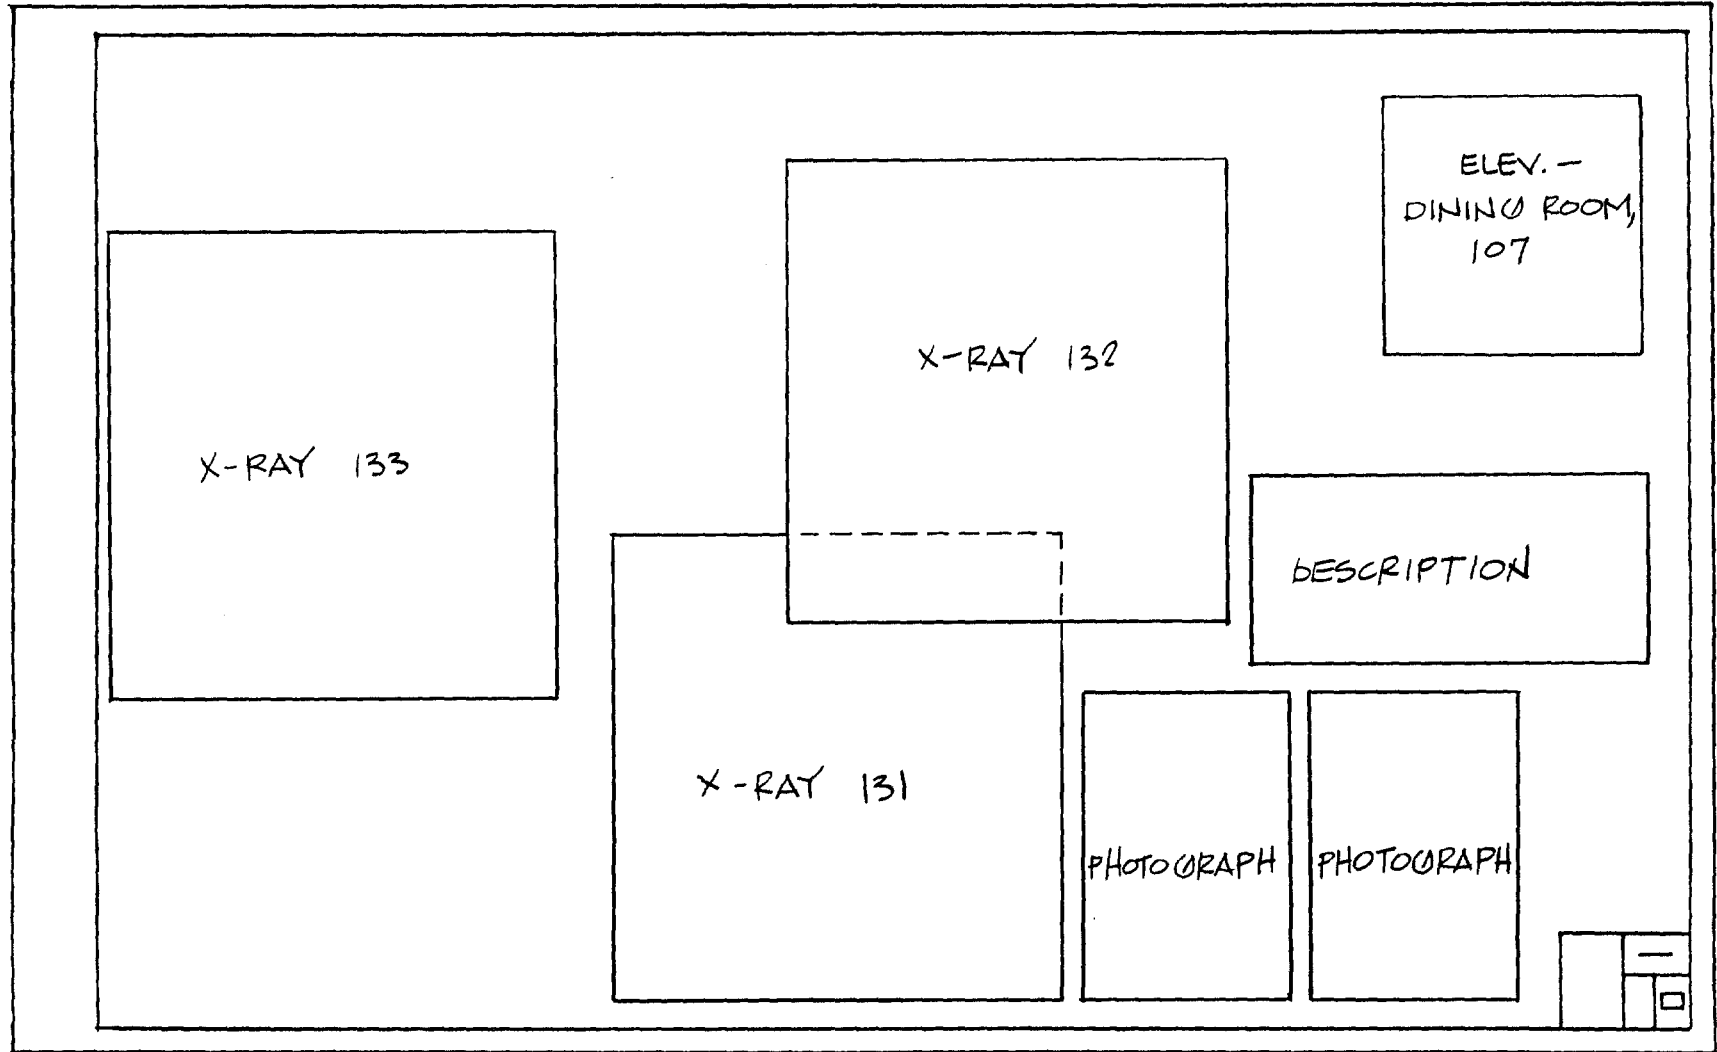 ELEV. —
DINING ROOM,
107
X-RAY 132
X-RAY 133
DESCRIPTION
X-RAY 131
PHOTOGRAPH
PHOTOGRAPH